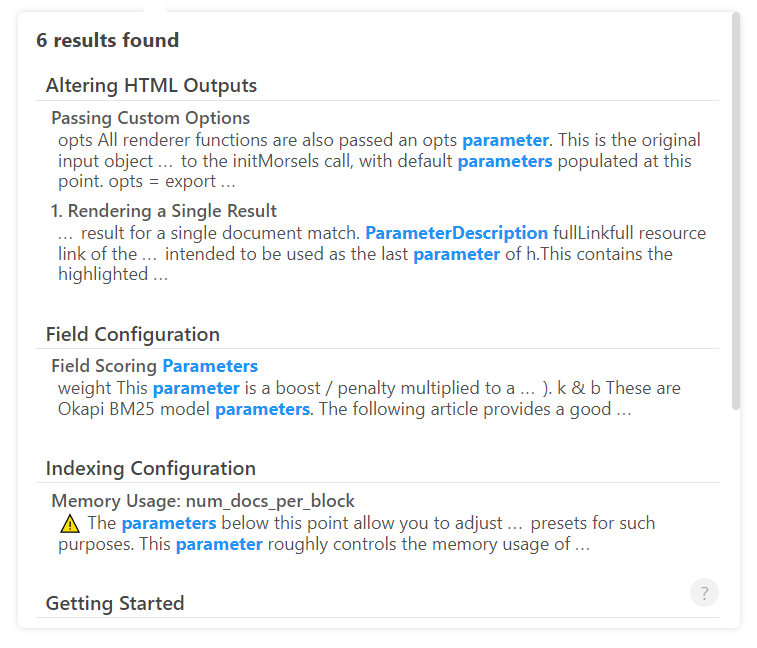 6 results found
Altering HTML Outputs
Passing Custom Options
opts All renderer functions are also passed an opts parameter. This is the original
input object ... to the initMorsels call, with default parameters populated at this
point. opts = export ...
1. Rendering a Single Result
... result for a single document match. ParameterDescription fullLinkfull resource
link of the ... intended to be used as the last parameter of h.This contains the
highlighted ...
Field Configuration
Field Scoring Parameters
weight This parameter is a boost / penalty multiplied to a ... ). k & b These are
Okapi BM25 model parameters. The following article provides a good ...
Indexing Configuration
Memory Usage: num_docs_per_block
⚠ The parameters below this point allow you to adjust ... presets for such
purposes. This parameter roughly controls the memory usage of ...
Getting Started
?